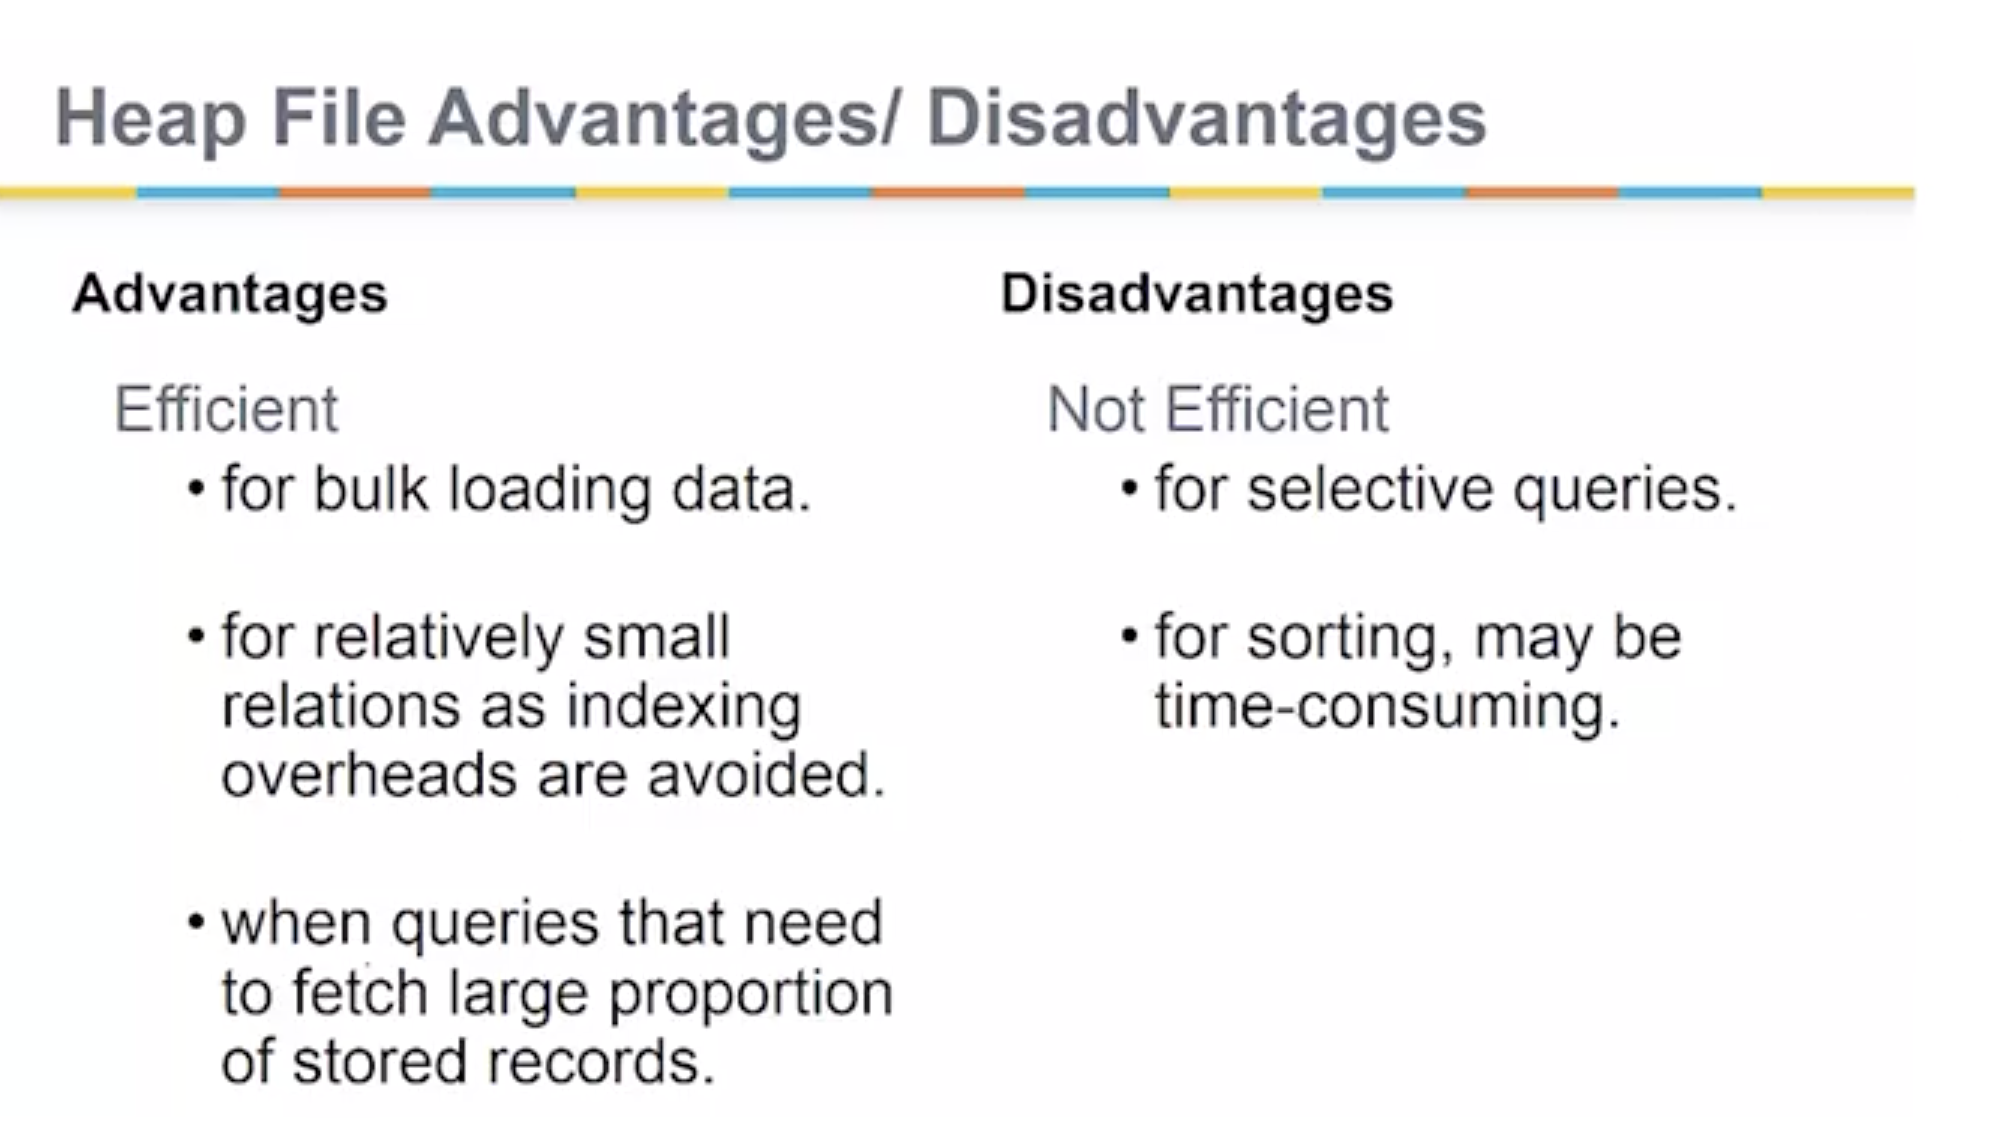 Heap File Advantages/ Disadvantages
Advantages
Efficient
• for bulk loading data.
• for relatively small
relations as indexing
overheads are avoided.
• when queries that need
to fetch large proportion
of stored records.
Disadvantages
Not Efficient
• for selective queries.
• for sorting, may be
time-consuming.